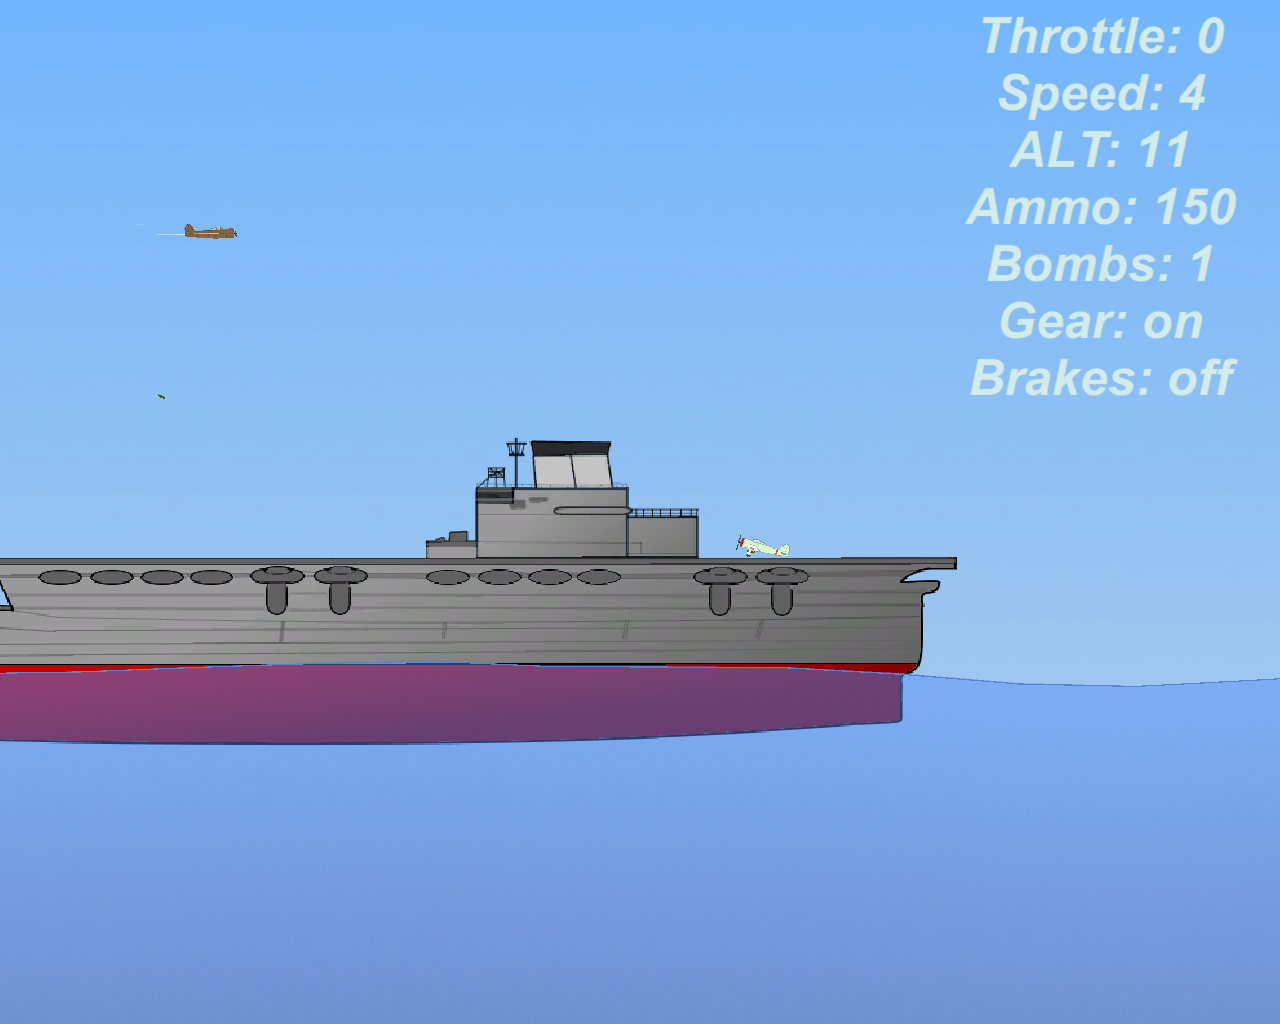 Throttle: 0
Speed: 4
ALT: 11
Ammo: 150
Bombs: 1
Gear: on
Brakes: off